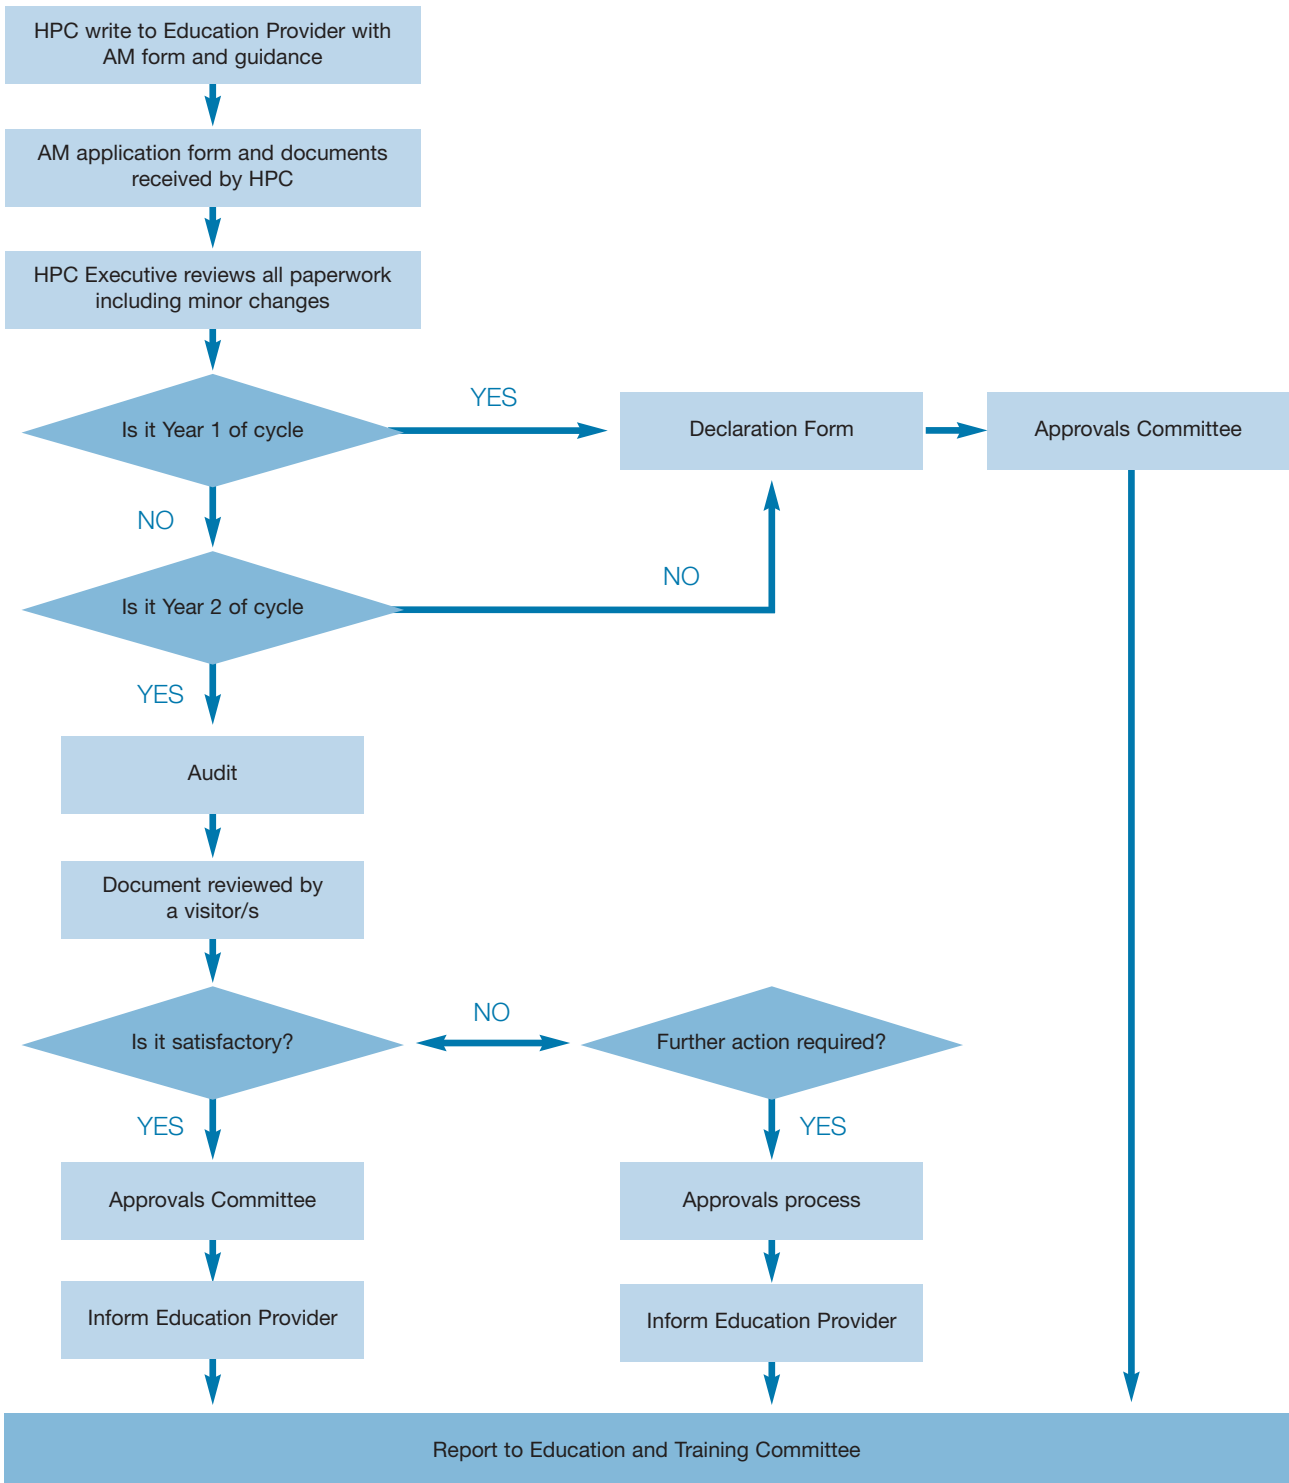 HPC write to Education Provider with
AM form and guidance
AM application form and documents
received by HPC
HPC Executive reviews all paperwork
including minor changes
Is it Year 1 of cycle
YES
Declaration Form
Approvals Committee
NO
Is it Year 2 of cycle
NO
YES
Audit
Document reviewed by
a visitor/s
Is it satisfactory?
NO
Further action required?
YES
YES
Approvals Committee
Approvals process
Inform Education Provider
Inform Education Provider
Report to Education and Training Committee